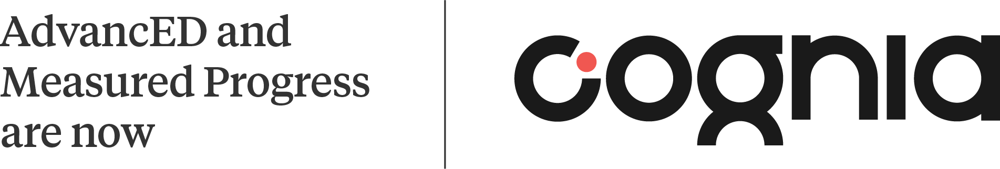 AdvancED and
Measured Progress
are now
cognia